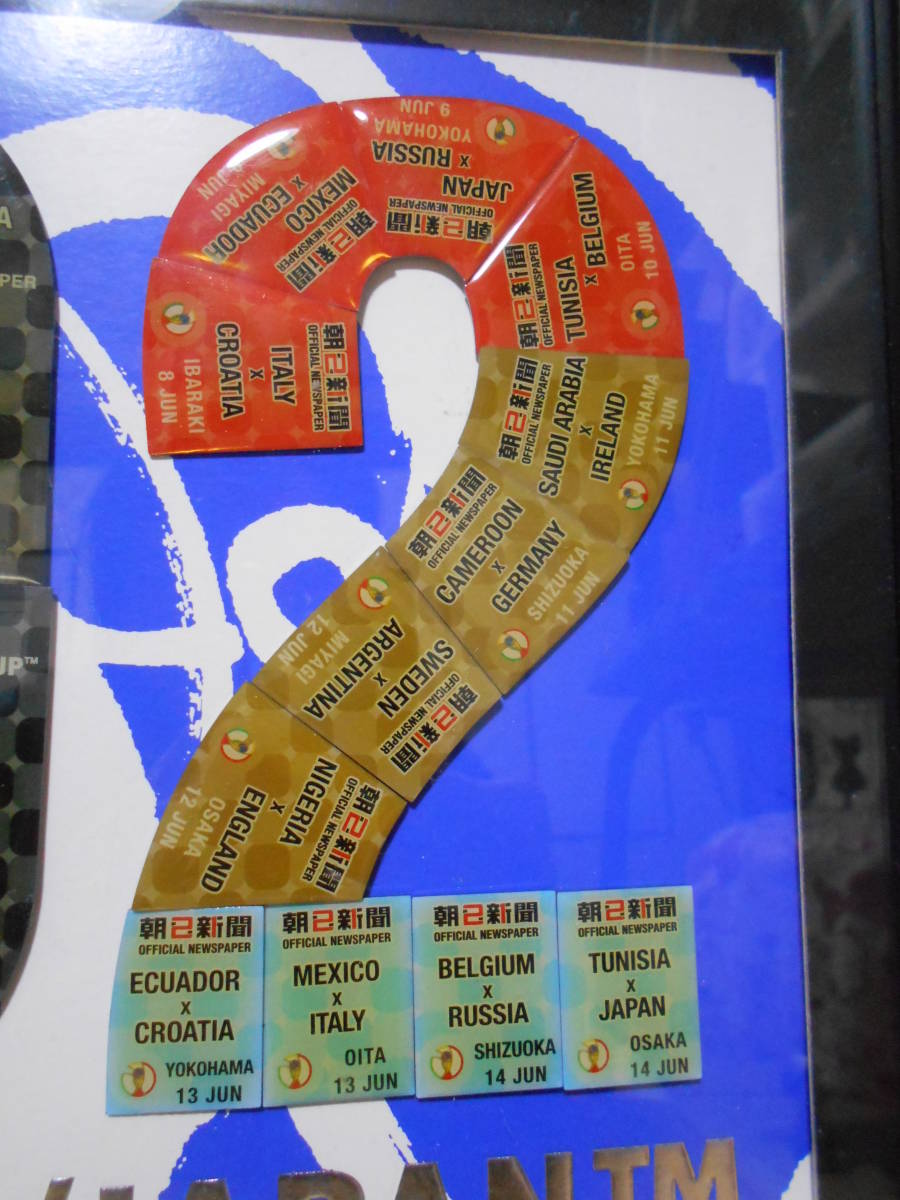 朝日新聞
OFFICIAL NEWSPAPER
ITALY
x
CROATIA
IBARAKI
8 JUN
朝日新聞
OFFICIAL NEWSPAPER
MEXICO
x
ECUADOR
MIYAGI
JUN
朝日新聞
OFFICIAL NEWSPAPER
JAPAN
x
RUSSIA
YOKOHAMA
9 JUN
朝日新聞
OFFICIAL NEWSPAPER
TUNISIA
x
BELGIUM
OITA
10 JUN
朝日新聞
OFFICIAL NEWSPAPER
SAUDI ARABIA
x
IRELAND
YOKOHAMA
11 JUN
朝日新聞
OFFICIAL NEWSPAPER
CAMEROON
x
GERMANY
SHIZUOKA
11 JUN
朝日新聞
OFFICIAL NEWSPAPER
SWEDEN
x
ARGENTINA
MIYAGI
12 JUN
朝日新聞
OFFICIAL NEWSPAPER
NIGERIA
x
ENGLAND
OSAKA
12 JUN
朝日新聞
OFFICIAL NEWSPAPER
ECUADOR
x
CROATIA
YOKOHAMA
13 JUN
朝日新聞
OFFICIAL NEWSPAPER
MEXICO
x
ITALY
OITA
13 JUN
朝日新聞
OFFICIAL NEWSPAPER
BELGIUM
x
RUSSIA
SHIZUOKA
14 JUN
朝日新聞
OFFICIAL NEWSPAPER
TUNISIA
x
JAPAN
OSAKA
14 JUN
A
PER
UP™
/JAPAN™